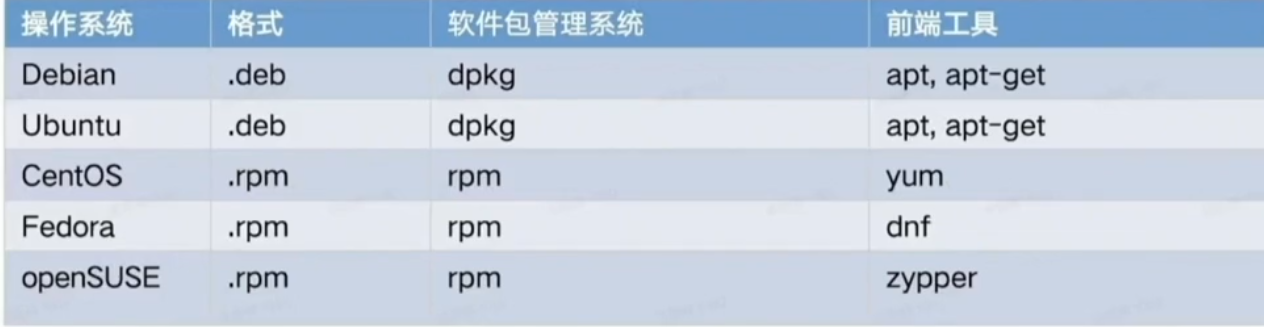 操作系统 格式 软件包管理系统 前端工具
Debian .deb dpkg apt, apt-get
Ubuntu .deb dpkg apt, apt-get
CentOS .rpm rpm yum
Fedora .rpm rpm dnf
openSUSE .rpm rpm zypper